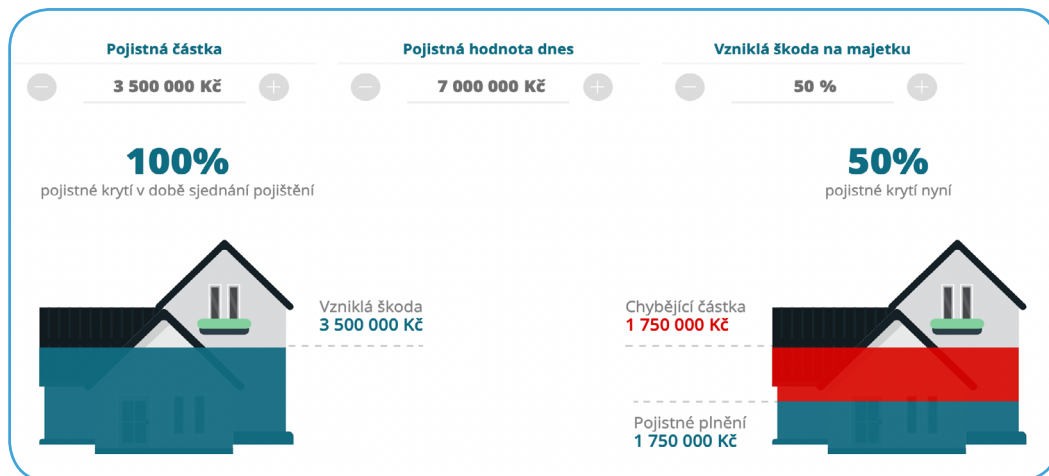 Pojistná částka
Pojistná hodnota dnes
Vzniklá škoda na majetku
3 500 000 Kč
7 000 000 Kč
50 %
100%
pojistné krytí v době sjednání pojištění
50%
pojistné krytí nyní
Vzniklá škoda
3 500 000 Kč
Chybějící částka
1 750 000 Kč
Pojistné plnění
1 750 000 Kč